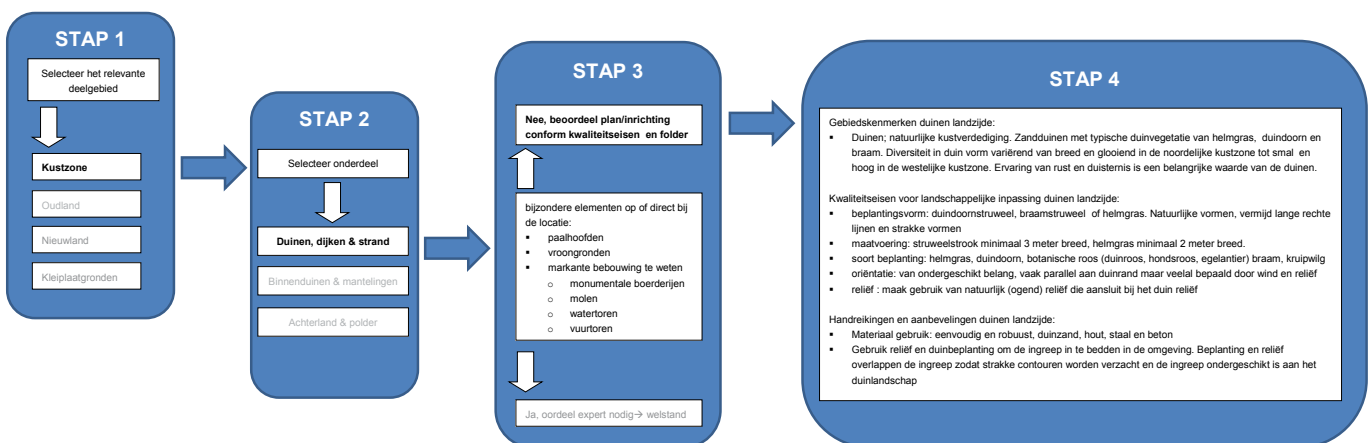 STAP 1
Selecteer het relevante
deelgebied
Kustzone
Oudland
Nieuwland
Kleiplaatgronden
STAP 2
Selecteer onderdeel
Duinen, dijken & strand
Binnenduinen & mantelingen
Achterland & polder
STAP 3
Nee, beoordeel plan/inrichting
conform kwaliteitseisen en folder
bijzondere elementen op of direct bij
de locatie:
▪ paalhoofden
▪ vroongronden
▪ markante bebouwing te weten
o monumentale boerderijen
o molen
o watertoren
o vuurtoren
Ja, oordeel expert nodig→ welstand
STAP 4
Gebiedskenmerken duinen landzijde:
▪ Duinen; natuurlijke kustverdediging. Zandduinen met typische duinvegetatie van helmgras, duindoorn en
braam. Diversiteit in duin vorm variërend van breed en glooiend in de noordelijke kustzone tot smal en
hoog in de westelijke kustzone. Ervaring van rust en duisternis is een belangrijke waarde van de duinen.
Kwaliteitseisen voor landschappelijke inpassing duinen landzijde:
▪ beplantingsvorm: duindoornstruweel, braamstruweel of helmgras. Natuurlijke vormen, vermijd lange rechte
lijnen en strakke vormen
▪ maatvoering: struweelstrook minimaal 3 meter breed, helmgras minimaal 2 meter breed.
▪ soort beplanting: helmgras, duindoorn, botanische roos (duinroos, hondsroos, egelantier) braam, kruipwilg
▪ oriëntatie: van ondergeschikt belang, vaak parallel aan duinrand maar veelal bepaald door wind en reliëf
▪ reliëf : maak gebruik van natuurlijk (ogend) reliëf die aansluit bij het duin reliëf
Handreikingen en aanbevelingen duinen landzijde:
▪ Materiaal gebruik: eenvoudig en robuust, duinzand, hout, staal en beton
▪ Gebruik reliëf en duinbeplanting om de ingreep in te bedden in de omgeving. Beplanting en reliëf
overlappen de ingreep zodat strakke contouren worden verzacht en de ingreep ondergeschikt is aan het
duinlandschap